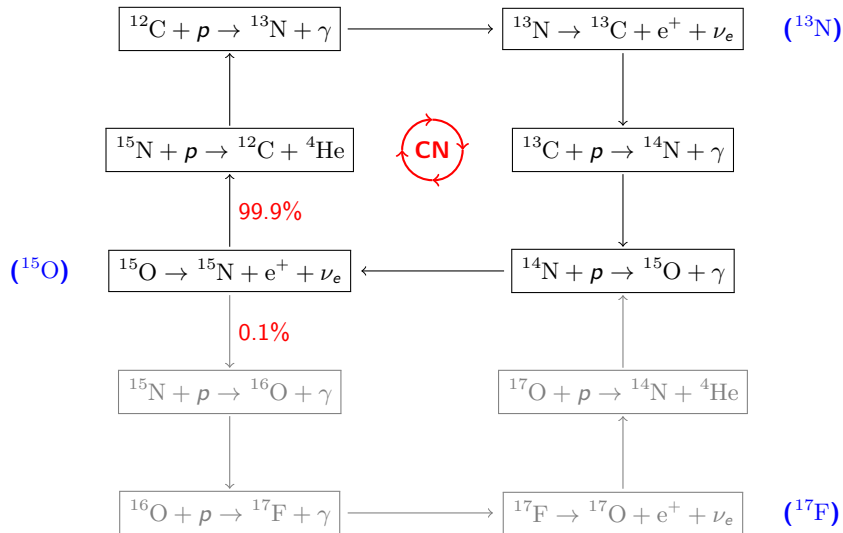 ¹²C + p → ¹³N + γ
¹³N → ¹³C + e⁺ + νₑ
(¹³N)
¹⁵N + p → ¹²C + ⁴He
CN
¹³C + p → ¹⁴N + γ
99.9%
(¹⁵O)
¹⁵O → ¹⁵N + e⁺ + νₑ
¹⁴N + p → ¹⁵O + γ
0.1%
¹⁵N + p → ¹⁶O + γ
¹⁷O + p → ¹⁴N + ⁴He
¹⁶O + p → ¹⁷F + γ
¹⁷F → ¹⁷O + e⁺ + νₑ
(¹⁷F)